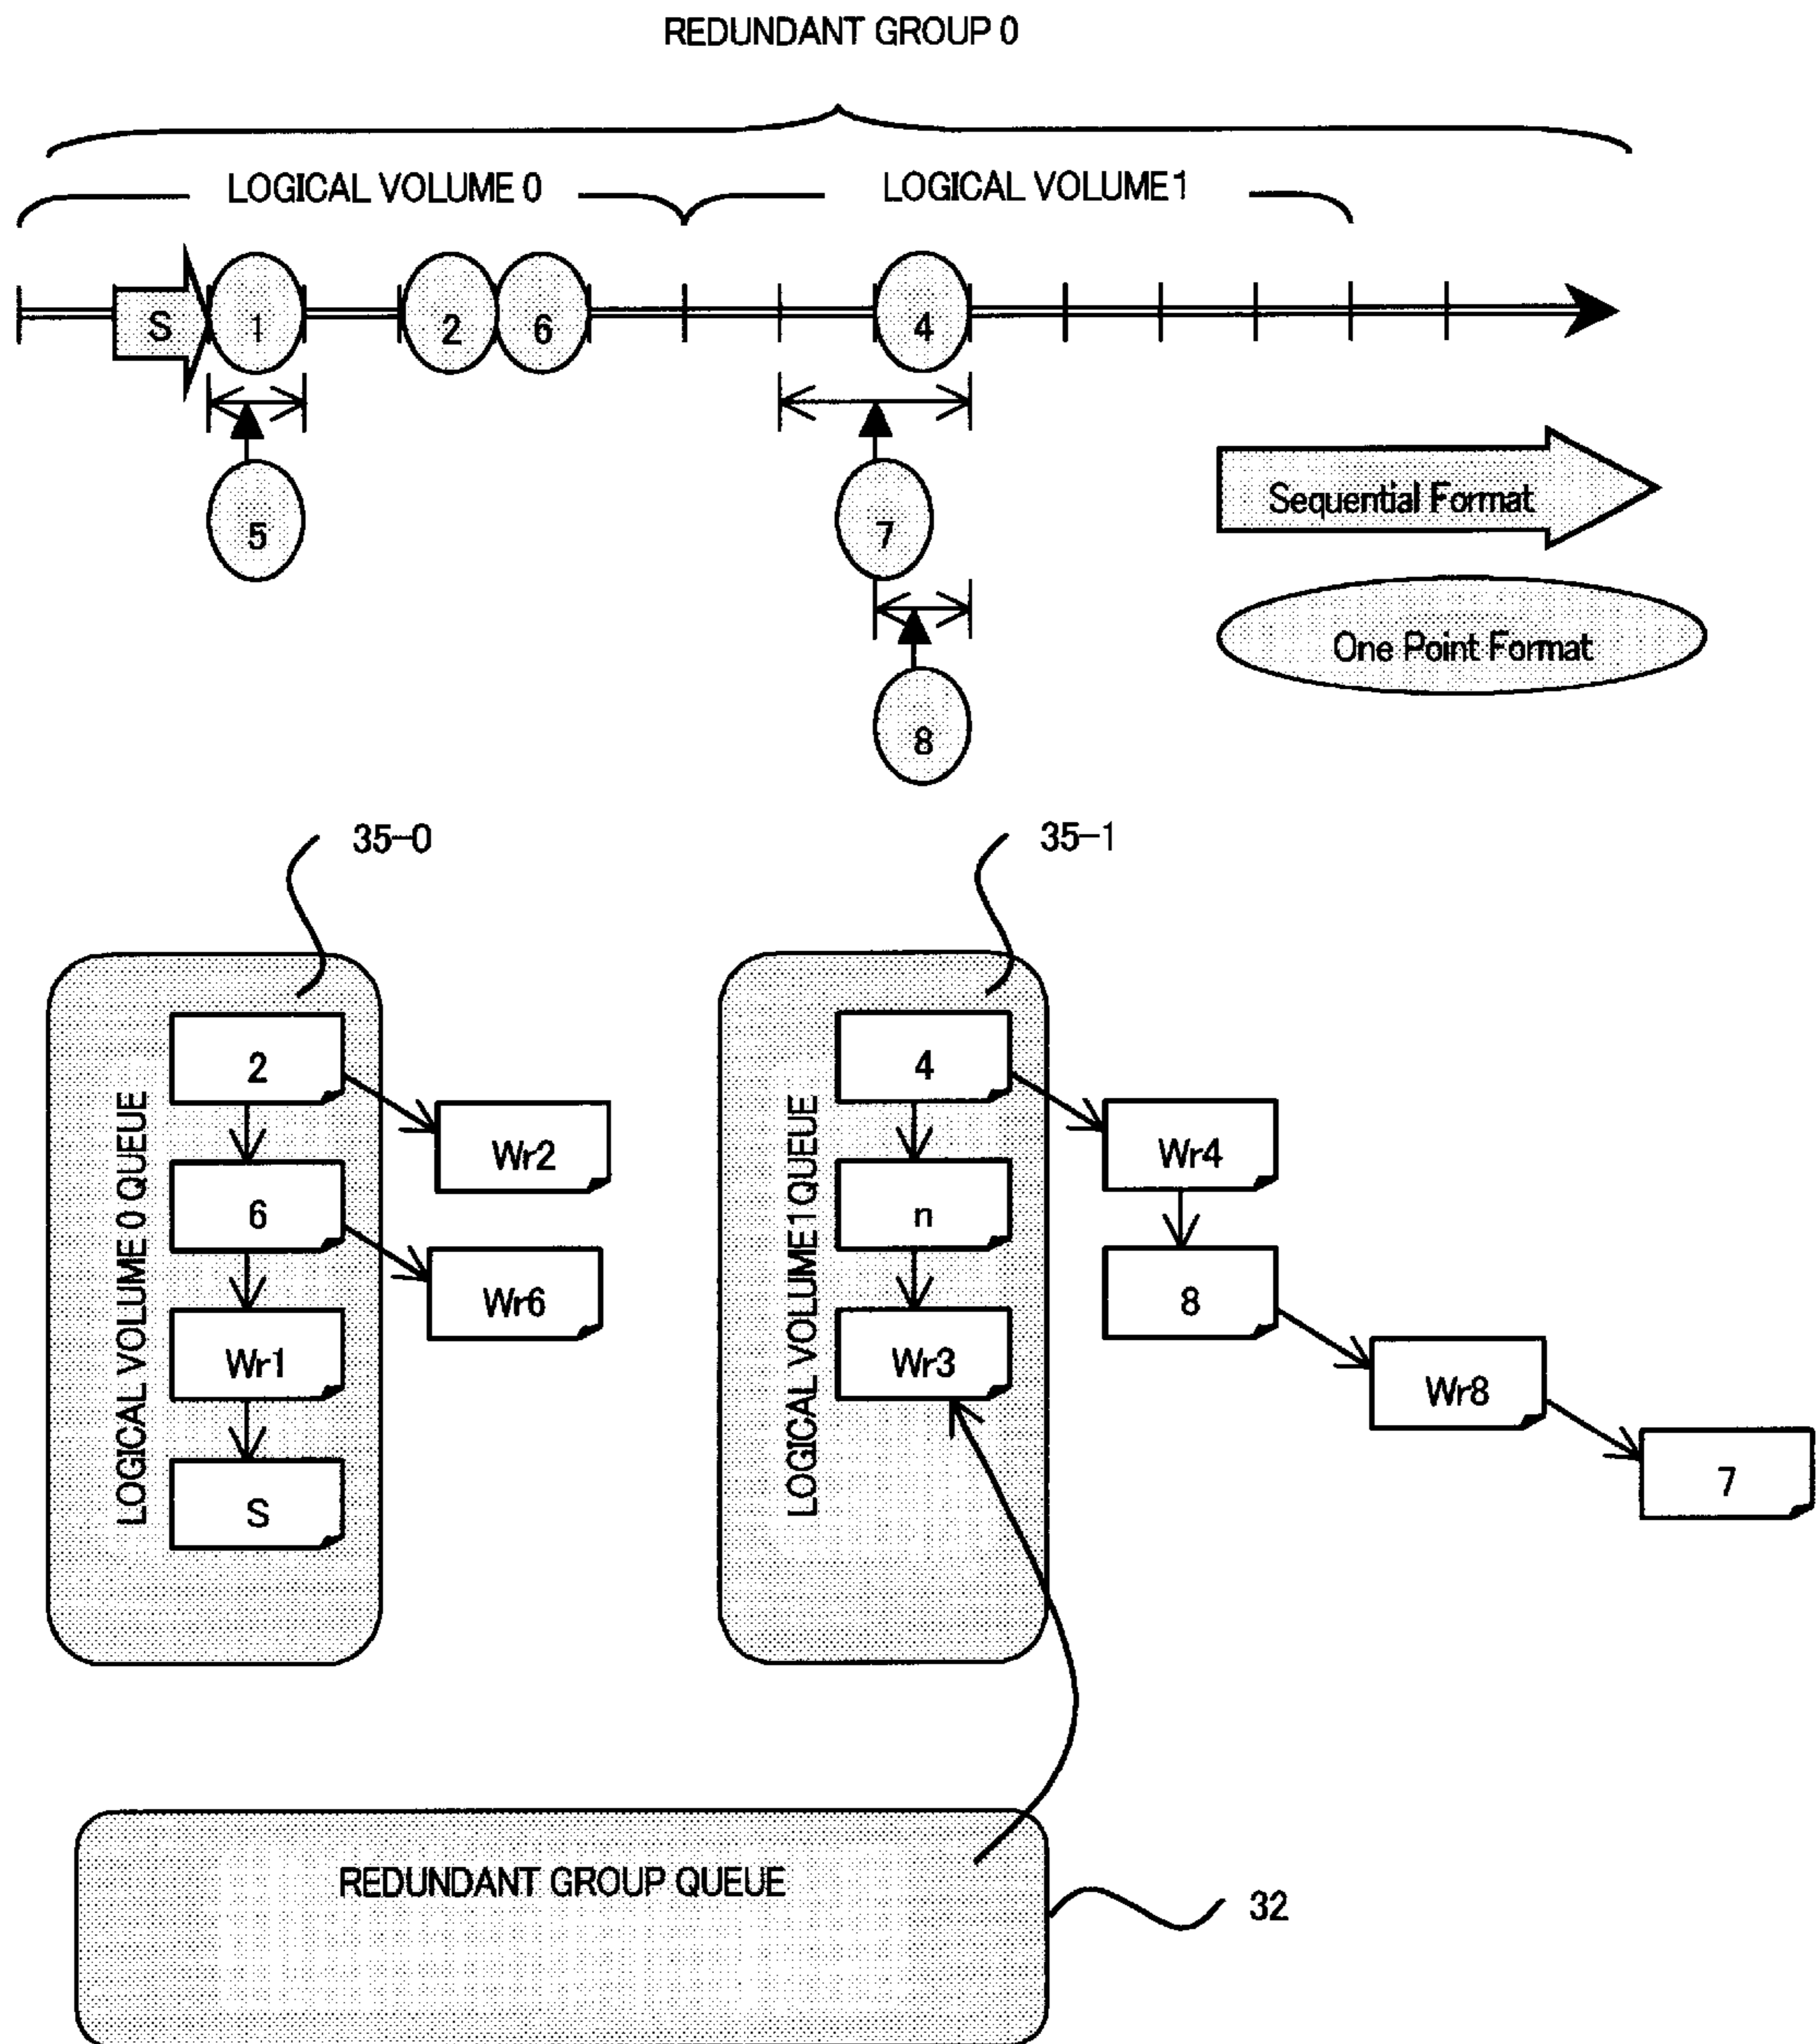 REDUNDANT GROUP 0
LOGICAL VOLUME 0
LOGICAL VOLUME 1
S
1
2
6
4
5
7
8
Sequential Format
One Point Format
35-0
35-1
LOGICAL VOLUME 0 QUEUE
2
Wr2
6
Wr6
Wr1
S
LOGICAL VOLUME 1 QUEUE
4
Wr4
n
8
Wr3
Wr8
7
REDUNDANT GROUP QUEUE
32